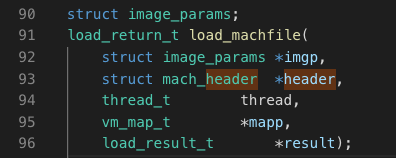 90 struct image_params;
91 load_return_t load_machfile(
92 struct image_params *imgp,
93 struct mach_header *header,
94 thread_t thread,
95 vm_map_t *mapp,
96 load_result_t *result);